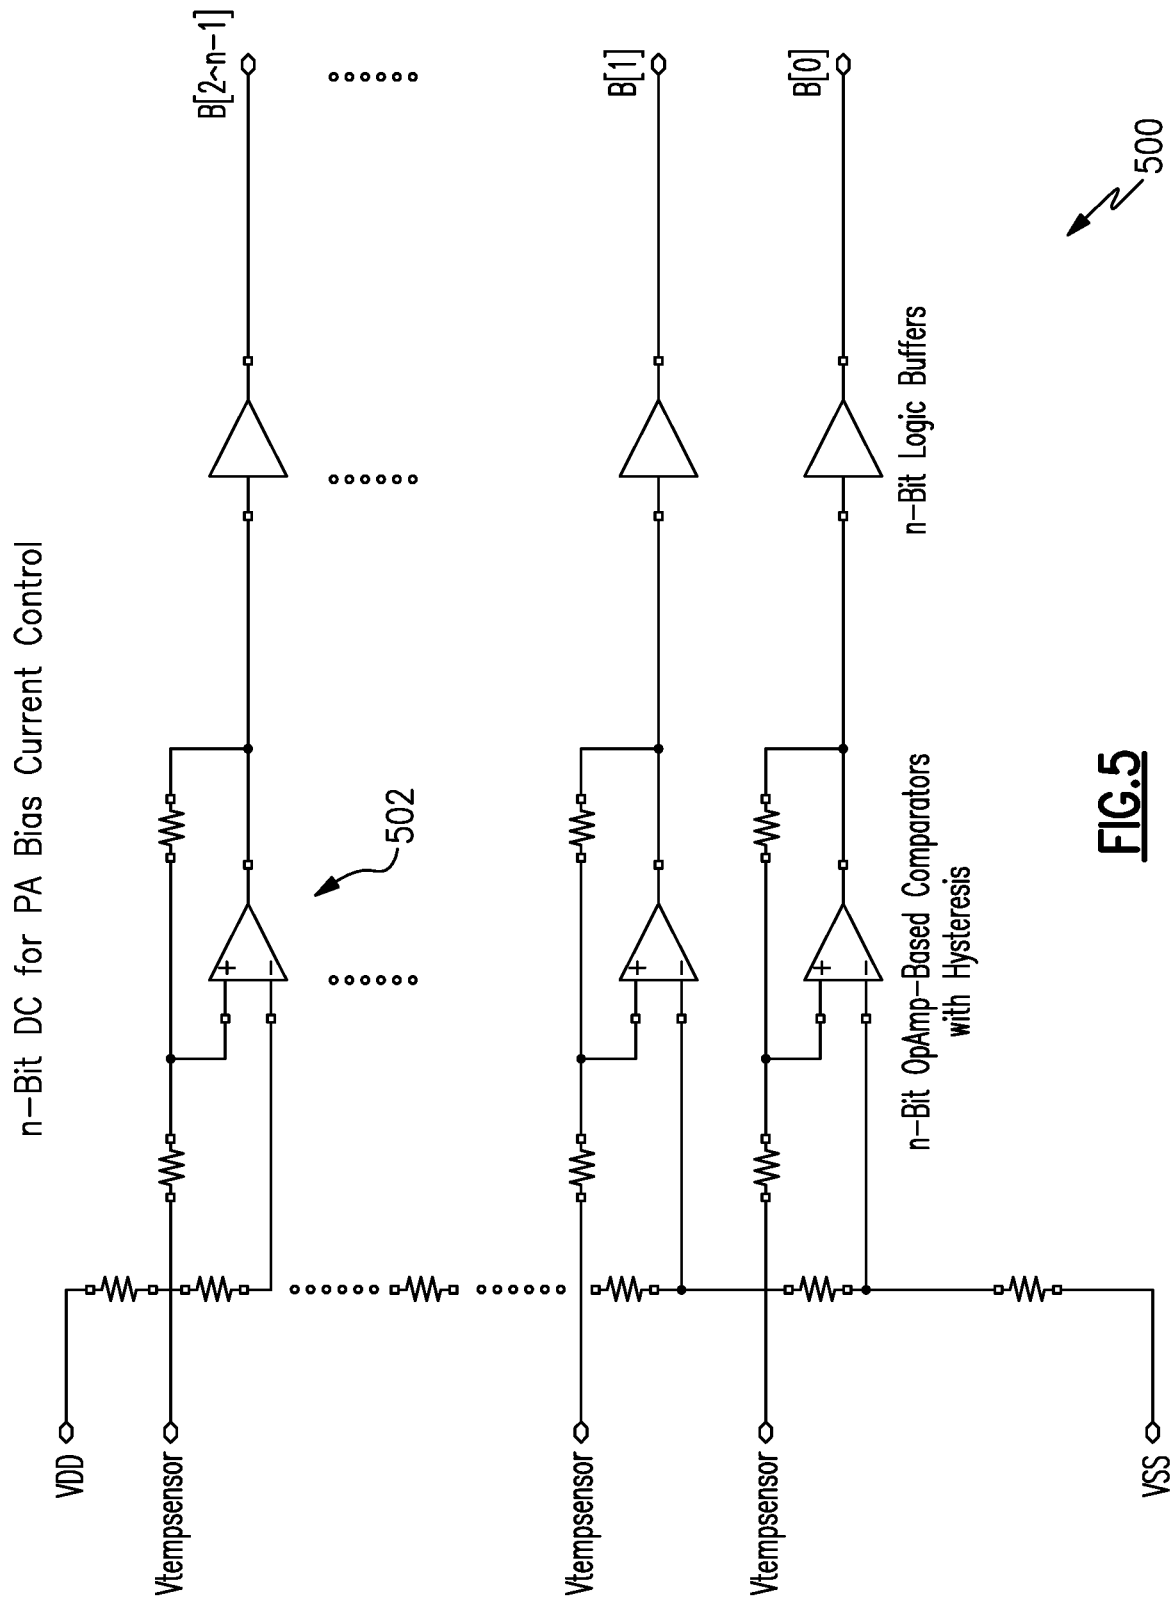 n-Bit DC for PA Bias Current Control
VDD
Vtempsensor
+
-
502
B[2^n-1]
Vtempsensor
+
-
B[1]
Vtempsensor
+
-
B[0]
n-Bit OpAmp-Based Comparators
with Hysteresis
n-Bit Logic Buffers
VSS
500
FIG.5